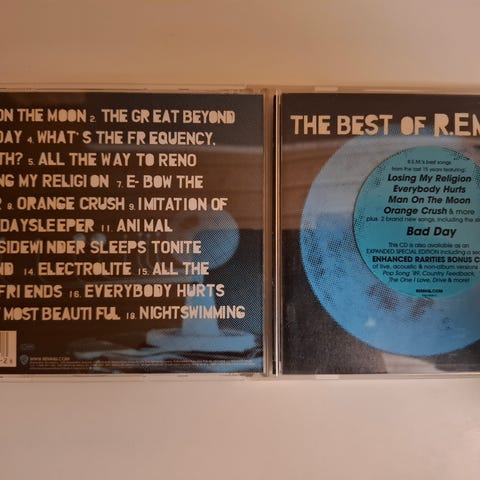 ON THE MOON 2. THE GREAT BEYOND
DAY 4. WHAT'S THE FREQUENCY,
TH? 5. ALL THE WAY TO RENO
NG MY RELIGION 7. E-BOW THE
R 8. ORANGE CRUSH 9. IMITATION OF
DAYSLEEPER 11. ANIMAL
SIDEWINDER SLEEPS TONITE
ND 14. ELECTROLITE 15. ALL THE
FRIENDS 16. EVERYBODY HURTS
MOST BEAUTIFUL 18. NIGHTSWIMMING
WWW.REMHQ.COM
THE BEST OF R.E.M
R.E.M.'s best songs
from the last 15 years featuring:
Losing My Religion
Everybody Hurts
Man On The Moon
Orange Crush & more
plus 2 brand new songs, including the si
Bad Day
This CD is also available as an
EXPANDED SPECIAL EDITION including a se
ENHANCED RARITIES BONUS C
of live, acoustic & non-album versions
Pop Song '89, Country Feedback,
The One I Love, Drive & more!
REMHQ.COM